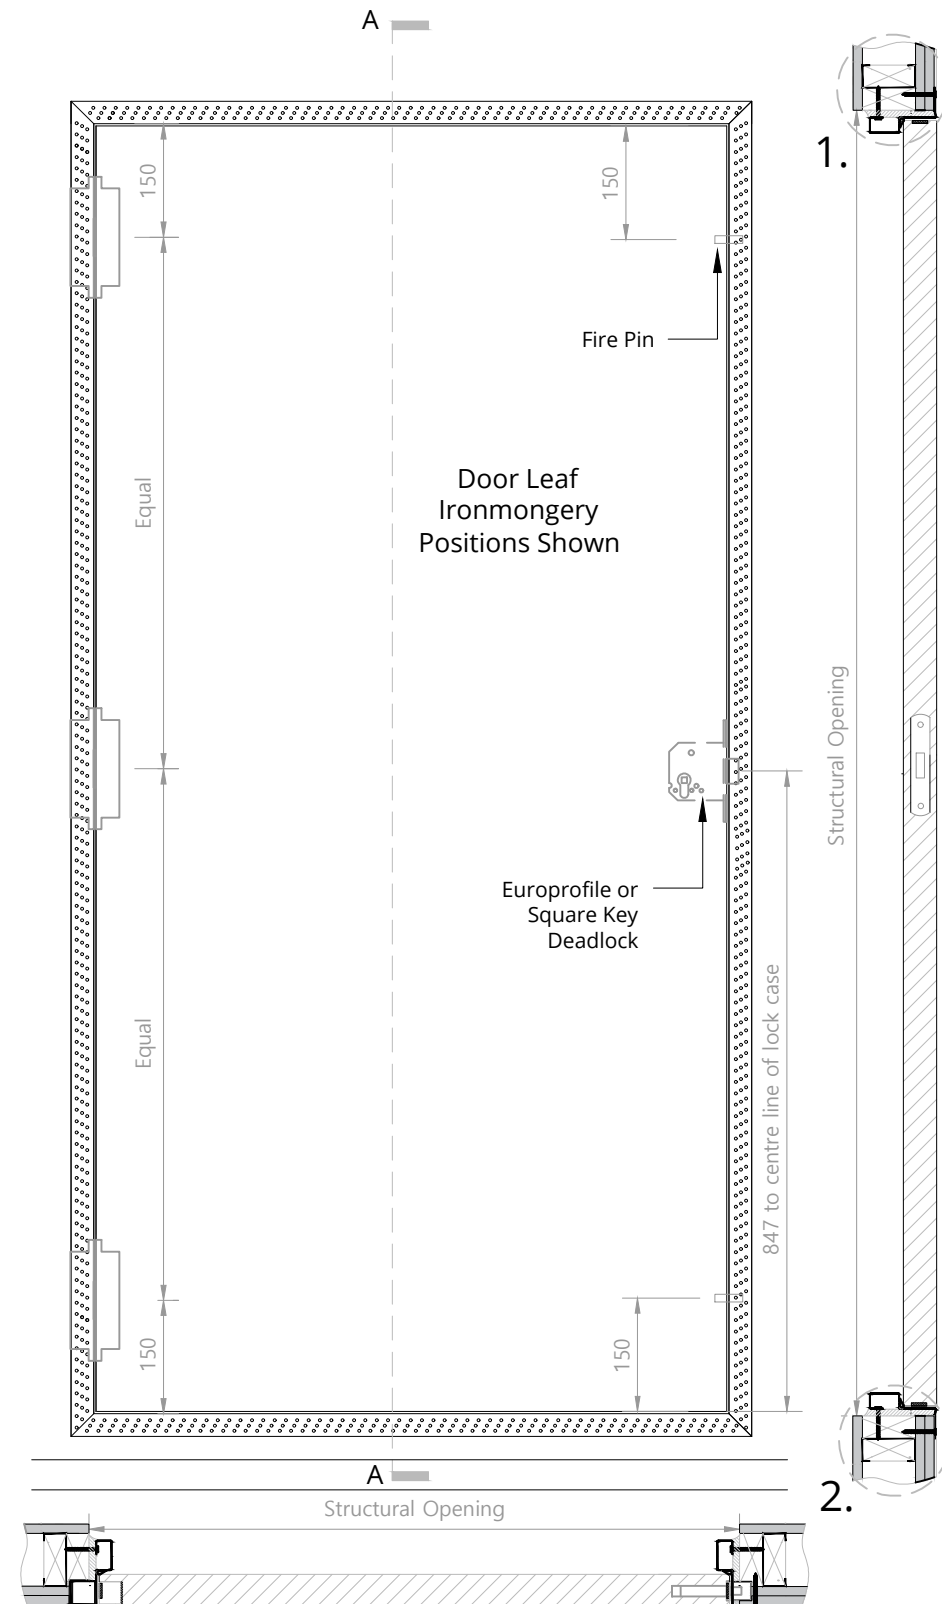 A
1.
150
150
Fire Pin
Equal
Door Leaf
Ironmongery
Positions Shown
Structural Opening
Europrofile or
Square Key
Deadlock
847 to centre line of lock case
Equal
150
150
A
2.
Structural Opening